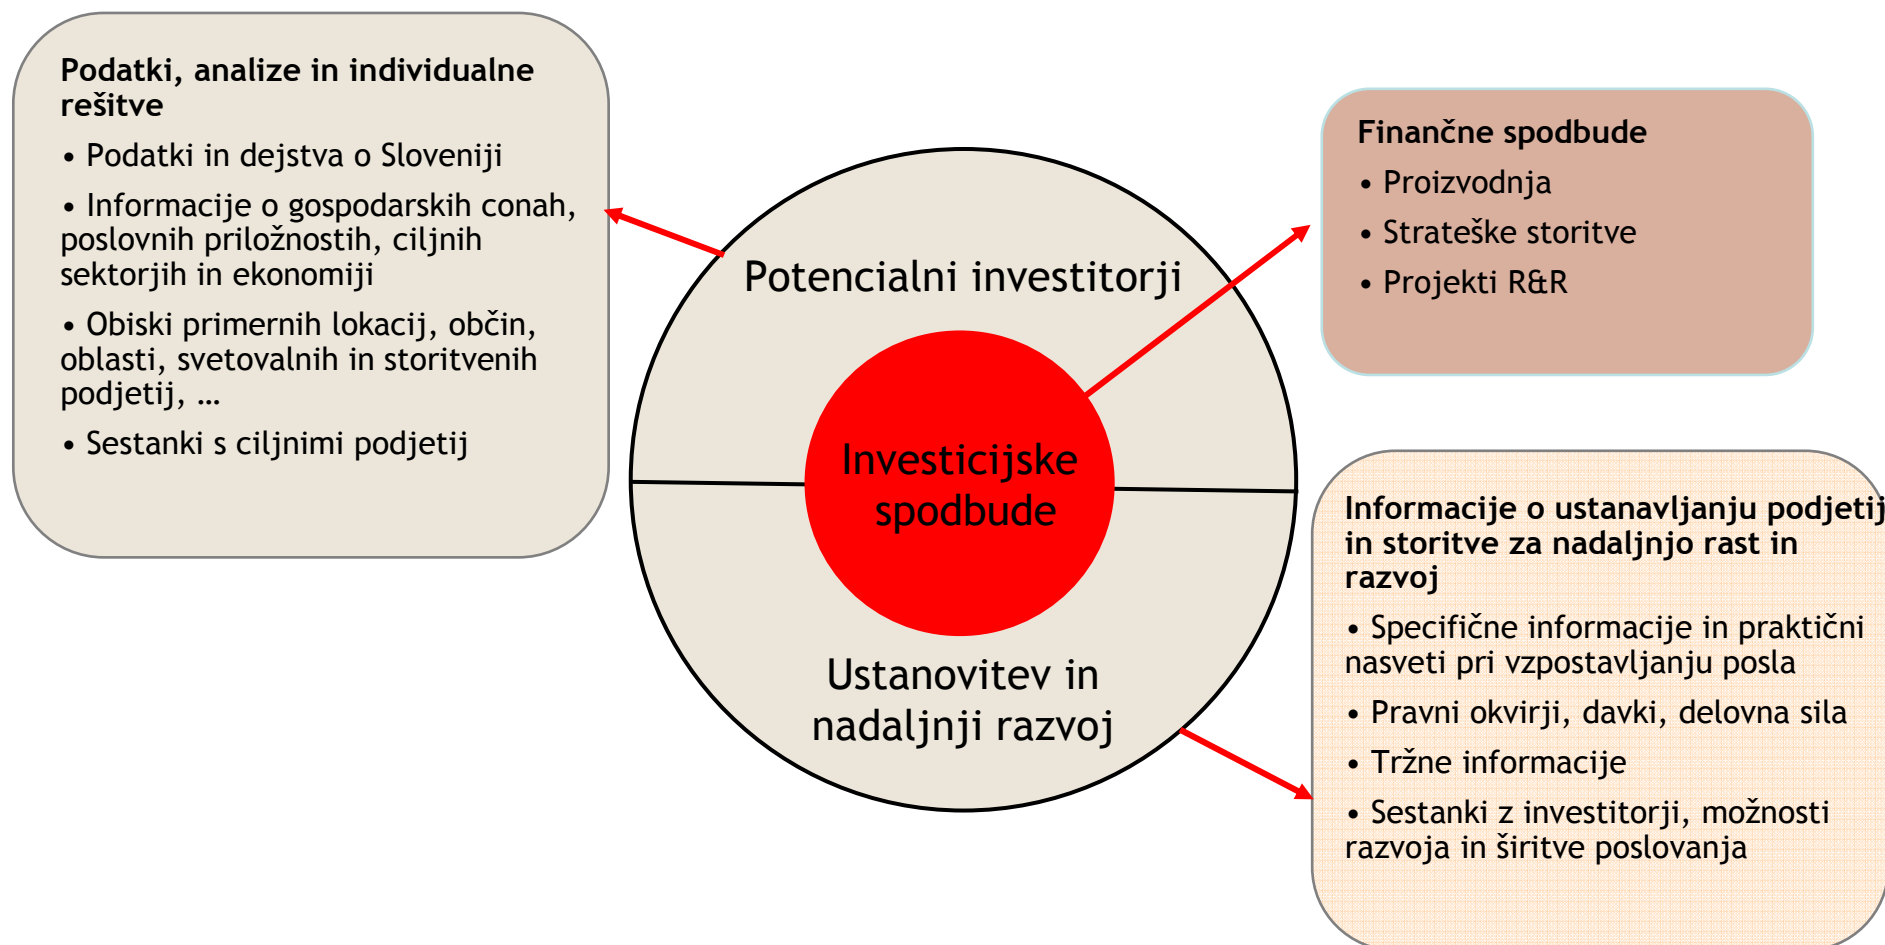 Podatki, analize in individualne
rešitve
• Podatki in dejstva o Sloveniji
• Informacije o gospodarskih conah,
poslovnih priložnostih, ciljnih
sektorjih in ekonomiji
• Obiski primernih lokacij, občin,
oblasti, svetovalnih in storitvenih
podjetij, …
• Sestanki s ciljnimi podjetij
Potencialni investitorji
Investicijske
spodbude
Ustanovitev in
nadaljnji razvoj
Finančne spodbude
• Proizvodnja
• Strateške storitve
• Projekti R&R
Informacije o ustanavljanju podjetij
in storitve za nadaljnjo rast in
razvoj
• Specifične informacije in praktični
nasveti pri vzpostavljanju posla
• Pravni okvirji, davki, delovna sila
• Tržne informacije
• Sestanki z investitorji, možnosti
razvoja in širitve poslovanja